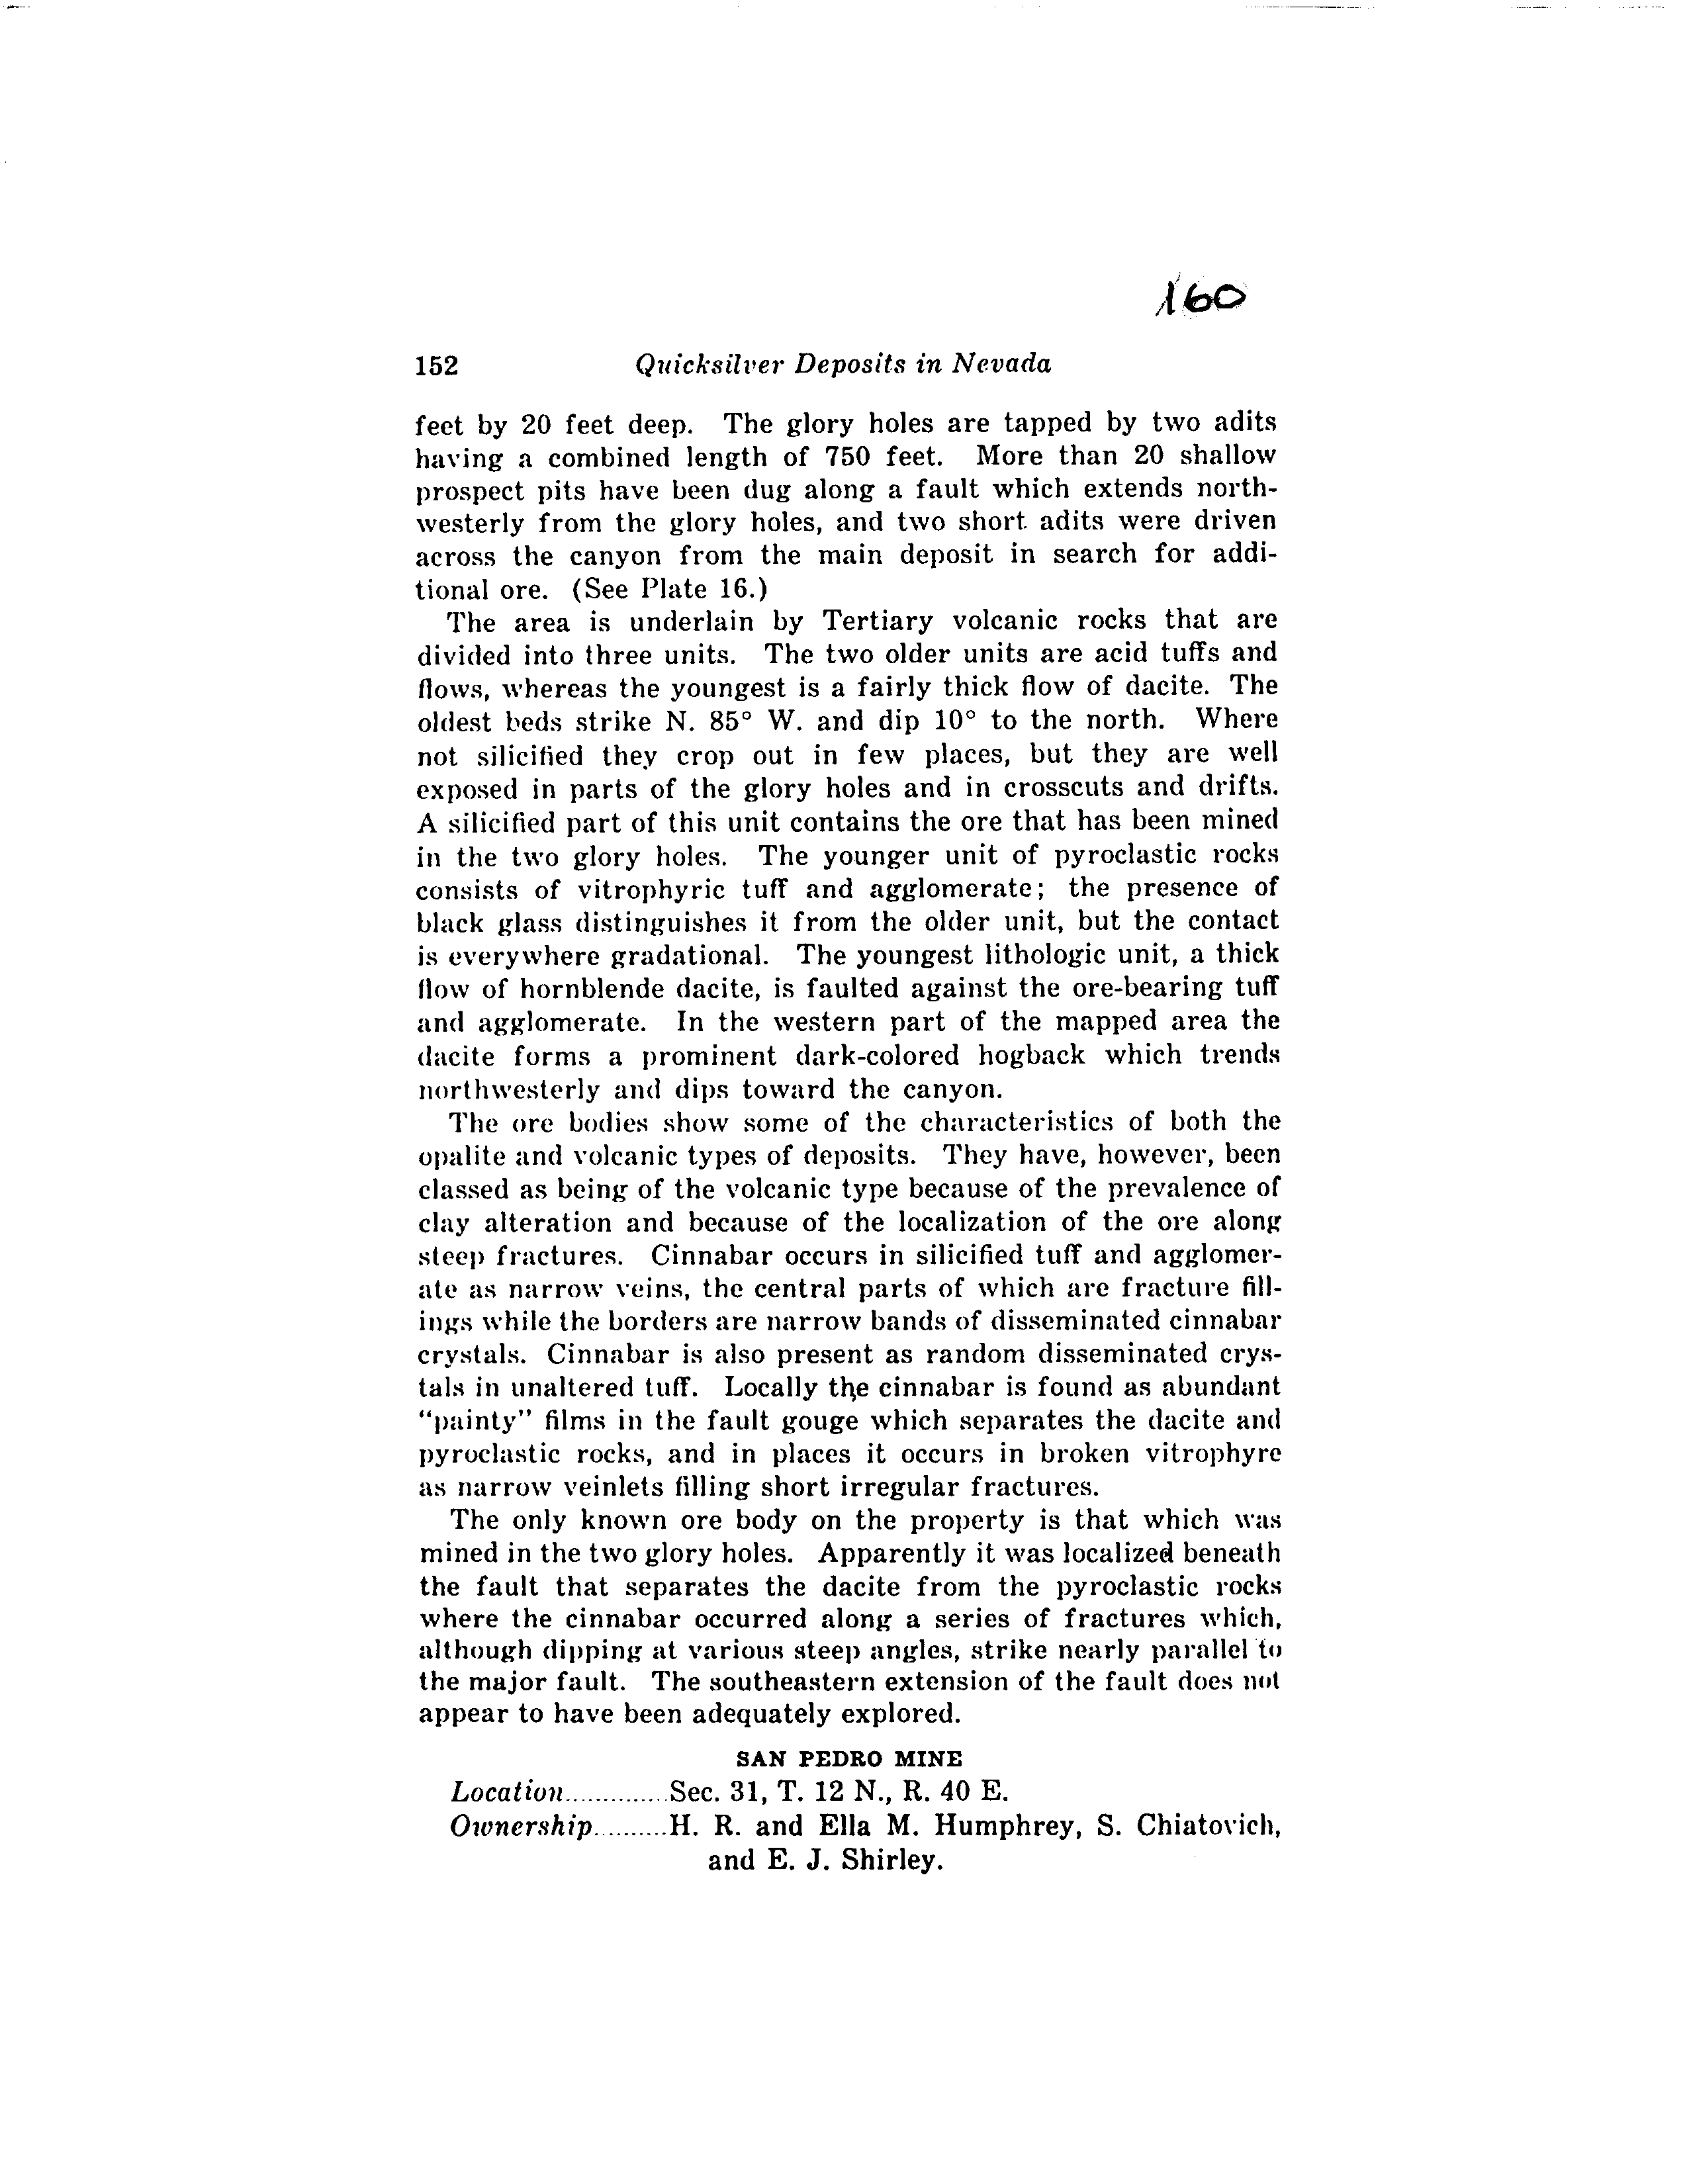 160
152 Quicksilver Deposits in Nevada
feet by 20 feet deep. The glory holes are tapped by two adits
having a combined length of 750 feet. More than 20 shallow
prospect pits have been dug along a fault which extends north-
westerly from the glory holes, and two short adits were driven
across the canyon from the main deposit in search for addi-
tional ore. (See Plate 16.)
The area is underlain by Tertiary volcanic rocks that are
divided into three units. The two older units are acid tuffs and
flows, whereas the youngest is a fairly thick flow of dacite. The
oldest beds strike N. 85° W. and dip 10° to the north. Where
not silicified they crop out in few places, but they are well
exposed in parts of the glory holes and in crosscuts and drifts.
A silicified part of this unit contains the ore that has been mined
in the two glory holes. The younger unit of pyroclastic rocks
consists of vitrophyric tuff and agglomerate; the presence of
black glass distinguishes it from the older unit, but the contact
is everywhere gradational. The youngest lithologic unit, a thick
flow of hornblende dacite, is faulted against the ore-bearing tuff
and agglomerate. In the western part of the mapped area the
dacite forms a prominent dark-colored hogback which trends
northwesterly and dips toward the canyon.
The ore bodies show some of the characteristics of both the
opalite and volcanic types of deposits. They have, however, been
classed as being of the volcanic type because of the prevalence of
clay alteration and because of the localization of the ore along
steep fractures. Cinnabar occurs in silicified tuff and agglomer-
ate as narrow veins, the central parts of which are fracture fill-
ings while the borders are narrow bands of disseminated cinnabar
crystals. Cinnabar is also present as random disseminated crys-
tals in unaltered tuff. Locally the cinnabar is found as abundant
"painty" films in the fault gouge which separates the dacite and
pyroclastic rocks, and in places it occurs in broken vitrophyre
as narrow veinlets filling short irregular fractures.
The only known ore body on the property is that which was
mined in the two glory holes. Apparently it was localized beneath
the fault that separates the dacite from the pyroclastic rocks
where the cinnabar occurred along a series of fractures which,
although dipping at various steep angles, strike nearly parallel to
the major fault. The southeastern extension of the fault does not
appear to have been adequately explored.
SAN PEDRO MINE
Location..............Sec. 31, T. 12 N., R. 40 E.
Ownership..........H. R. and Ella M. Humphrey, S. Chiatovich,
and E. J. Shirley.